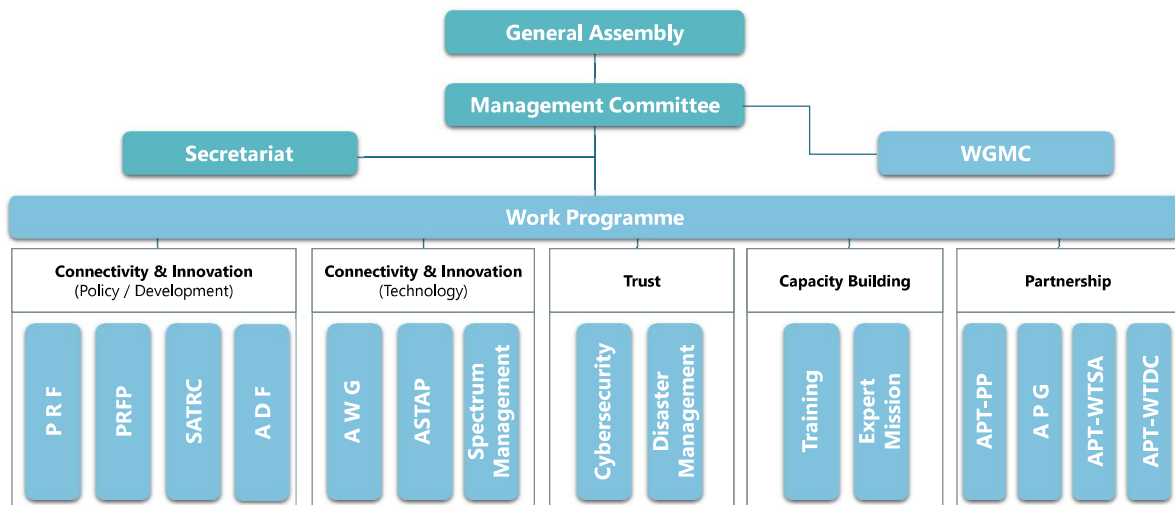 General Assembly
Management Committee
Secretariat
WGMC
Work Programme
Connectivity & Innovation
(Policy / Development)
P R F
PRFP
SATRC
A D F
Connectivity & Innovation
(Technology)
A W G
ASTAP
Spectrum
Management
Trust
Cybersecurity
Disaster
Management
Capacity Building
Training
Expert
Mission
Partnership
APT-PP
A P G
APT-WTSA
APT-WTDC